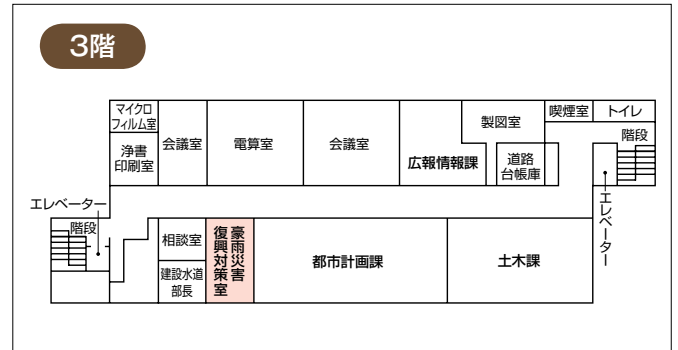 3階
マイクロ
フィルム室
浄書
印刷室
会議室
電算室
会議室
広報情報課
製図室
道路
台帳庫
喫煙室
トイレ
階段
エレベーター
エレベーター
階段
相談室
建設水道
部長
豪雨災害
復興対策室
都市計画課
土木課